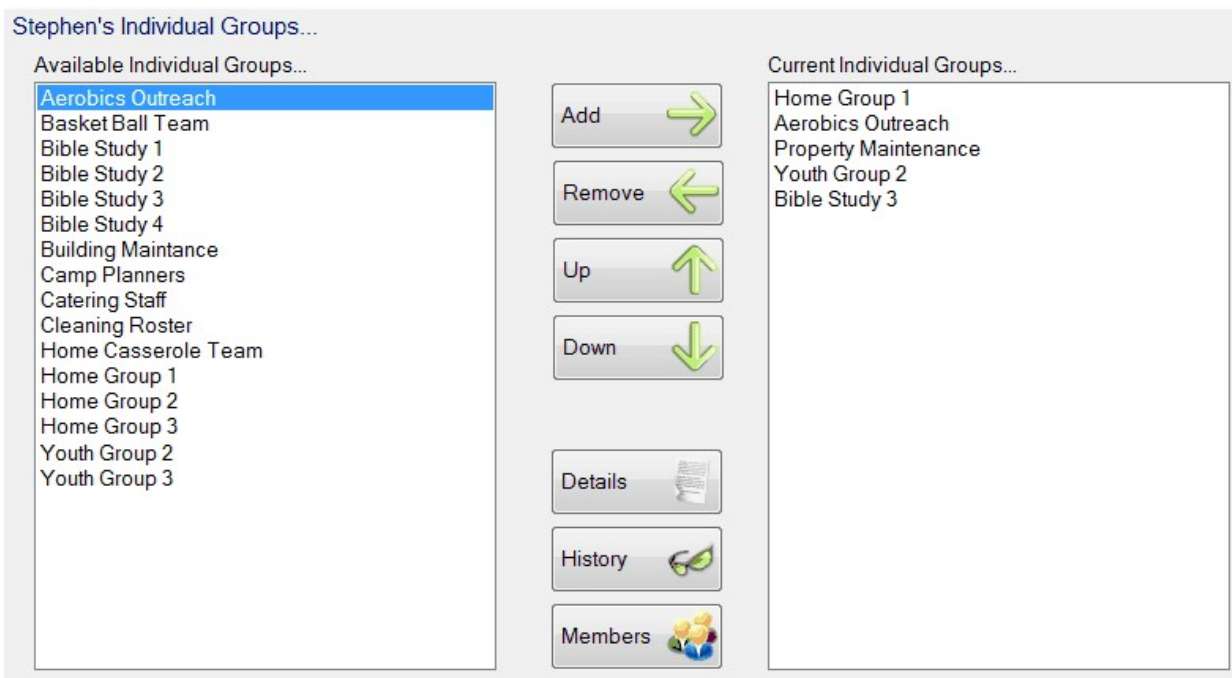 Stephen's Individual Groups...
Available Individual Groups...
Aerobics Outreach
Basket Ball Team
Bible Study 1
Bible Study 2
Bible Study 3
Bible Study 4
Building Maintance
Camp Planners
Catering Staff
Cleaning Roster
Home Casserole Team
Home Group 1
Home Group 2
Home Group 3
Youth Group 2
Youth Group 3
Add
Remove
Up
Down
Details
History
Members
Current Individual Groups...
Home Group 1
Aerobics Outreach
Property Maintenance
Youth Group 2
Bible Study 3